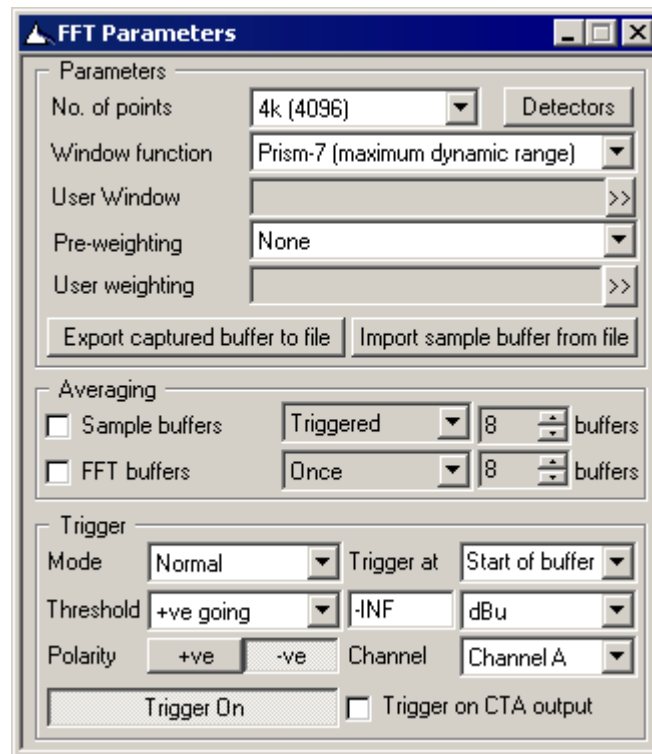 FFT Parameters
Parameters
No. of points 4k (4096) Detectors
Window function Prism-7 (maximum dynamic range)
User Window >>
Pre-weighting None
User weighting >>
Export captured buffer to file Import sample buffer from file
Averaging
Sample buffers Triggered 8 buffers
FFT buffers Once 8 buffers
Trigger
Mode Normal Trigger at Start of buffer
Threshold +ve going -INF dBu
Polarity +ve -ve Channel Channel A
Trigger On Trigger on CTA output